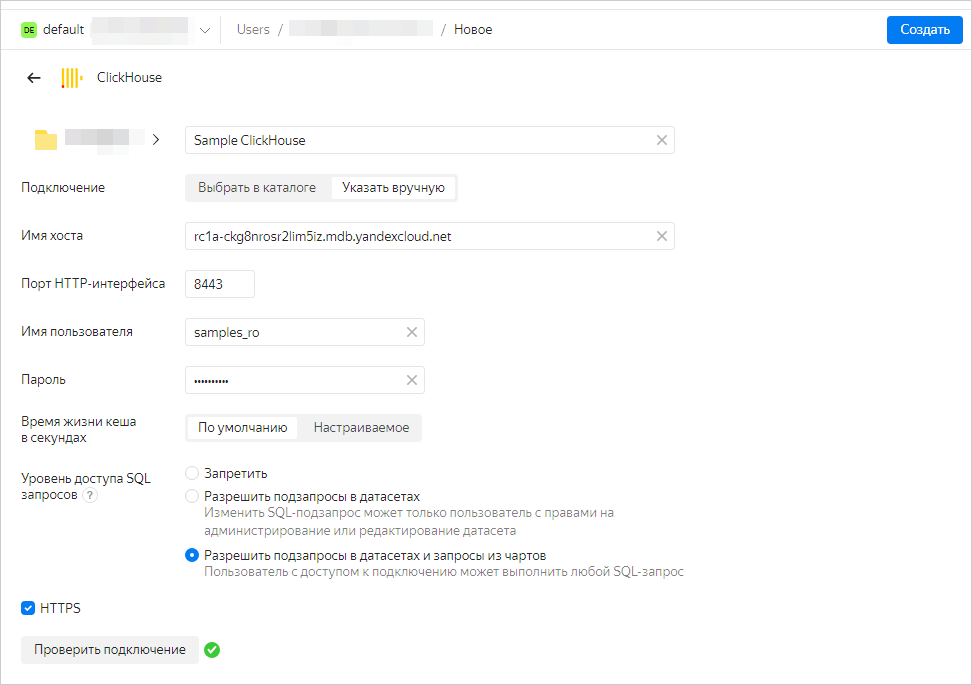 DE default
Users / / Новое
Создать
ClickHouse
Sample ClickHouse
Подключение
Выбрать в каталоге Указать вручную
Имя хоста
rc1a-ckg8nrosr2lim5iz.mdb.yandexcloud.net
Порт HTTP-интерфейса
8443
Имя пользователя
samples_ro
Пароль
••••••••••
Время жизни кеша
в секундах
По умолчанию Настраиваемое
Уровень доступа SQL
запросов ?
Запретить
Разрешить подзапросы в датасетах
Изменить SQL-подзапрос может только пользователь с правами на
администрирование или редактирование датасета
Разрешить подзапросы в датасетах и запросы из чартов
Пользователь с доступом к подключению может выполнить любой SQL-запрос
HTTPS
Проверить подключение